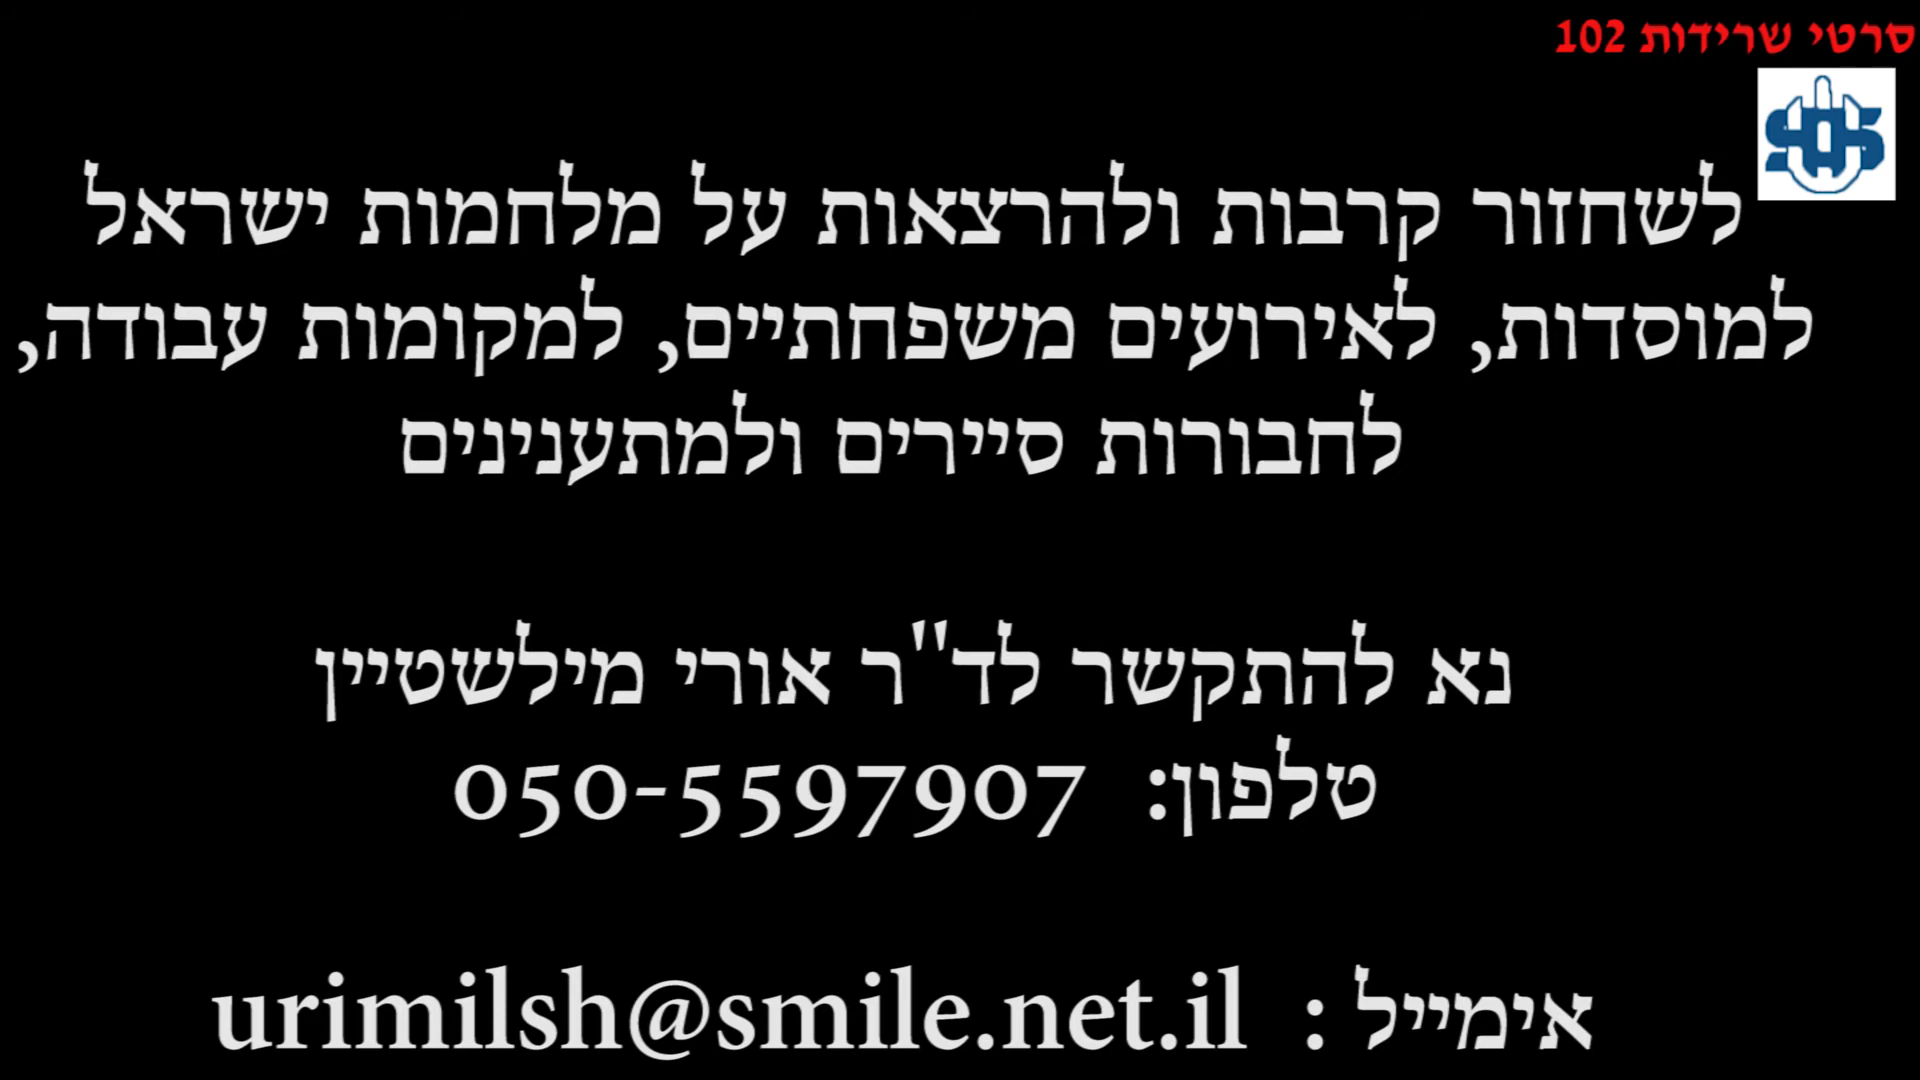 סרטי שרידות 102
SOS
לשחזור קרבות ולהרצאות על מלחמות ישראל
למוסדות, לאירועים משפחתיים, למקומות עבודה,
לחבורות סיירים ולמתענינים
נא להתקשר לד"ר אורי מילשטיין
טלפון: 050-5597907
אימייל : urimilsh@smile.net.il